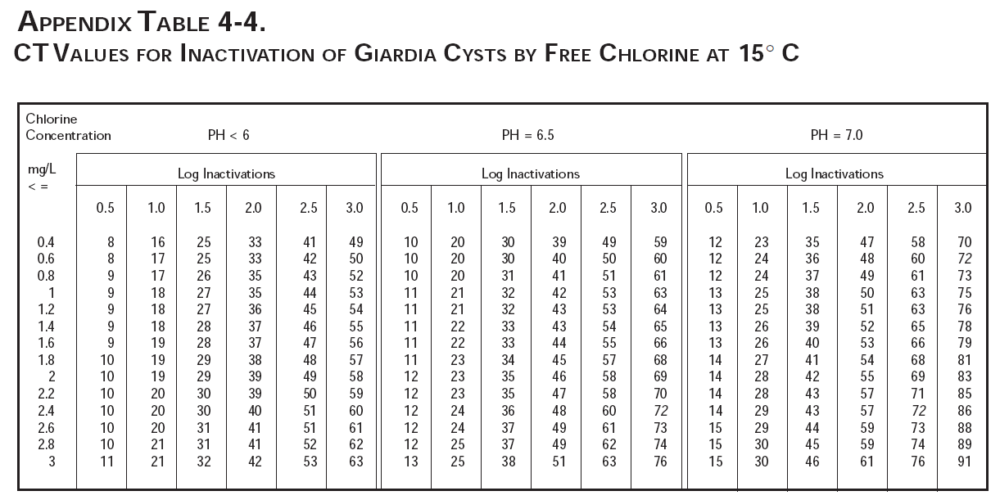 APPENDIX TABLE 4-4.
CT VALUES FOR INACTIVATION OF GIARDIA CYSTS BY FREE CHLORINE AT 15° C
Chlorine
Concentration PH < 6 PH = 6.5 PH = 7.0
mg/L Log Inactivations Log Inactivations Log Inactivations
< =
0.5 1.0 1.5 2.0 2.5 3.0 0.5 1.0 1.5 2.0 2.5 3.0 0.5 1.0 1.5 2.0 2.5 3.0
0.4 8 16 25 33 41 49 10 20 30 39 49 59 12 23 35 47 58 70
0.6 8 17 25 33 42 50 10 20 30 40 50 60 12 24 36 48 60 72
0.8 9 17 26 35 43 52 10 20 31 41 51 61 12 24 37 49 61 73
1 9 18 27 35 44 53 11 21 32 42 53 63 13 25 38 50 63 75
1.2 9 18 27 36 45 54 11 21 32 43 53 64 13 25 38 51 63 76
1.4 9 18 28 37 46 55 11 22 33 43 54 65 13 26 39 52 65 78
1.6 9 19 28 37 47 56 11 22 33 44 55 66 13 26 40 53 66 79
1.8 10 19 29 38 48 57 11 23 34 45 57 68 14 27 41 54 68 81
2 10 19 29 39 49 58 12 23 35 46 58 69 14 28 42 55 69 83
2.2 10 20 30 39 50 59 12 23 35 47 58 70 14 28 43 57 71 85
2.4 10 20 30 40 51 60 12 24 36 48 60 72 14 29 43 57 72 86
2.6 10 20 31 41 51 61 12 24 37 49 61 73 15 29 44 59 73 88
2.8 10 21 31 41 52 62 12 25 37 49 62 74 15 30 45 59 74 89
3 11 21 32 42 53 63 13 25 38 51 63 76 15 30 46 61 76 91